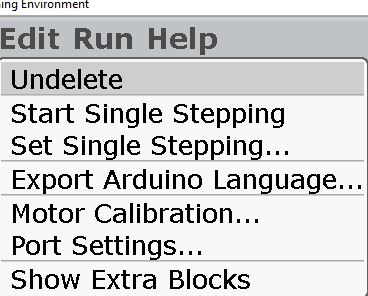 ning Environment
Edit Run Help
Undelete
Start Single Stepping
Set Single Stepping...
Export Arduino Language...
Motor Calibration...
Port Settings...
Show Extra Blocks